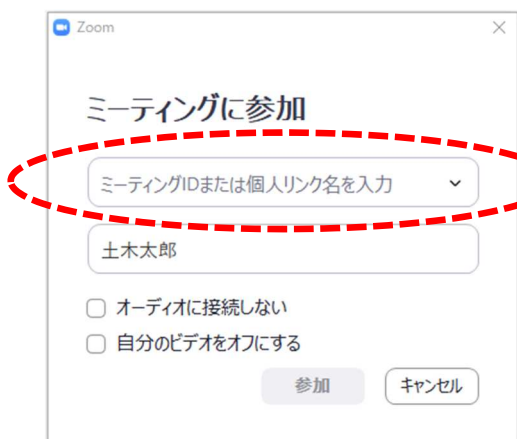 Zoom
ミーティングに参加
ミーティングIDまたは個人リンク名を入力
土木太郎
オーディオに接続しない
自分のビデオをオフにする
参加 キャンセル